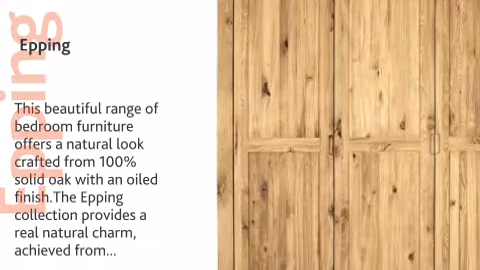 Epping
Epping
This beautiful range of
bedroom furniture
offers a natural look
crafted from 100%
solid oak with an oiled
finish.The Epping
collection provides a
real natural charm,
achieved from...